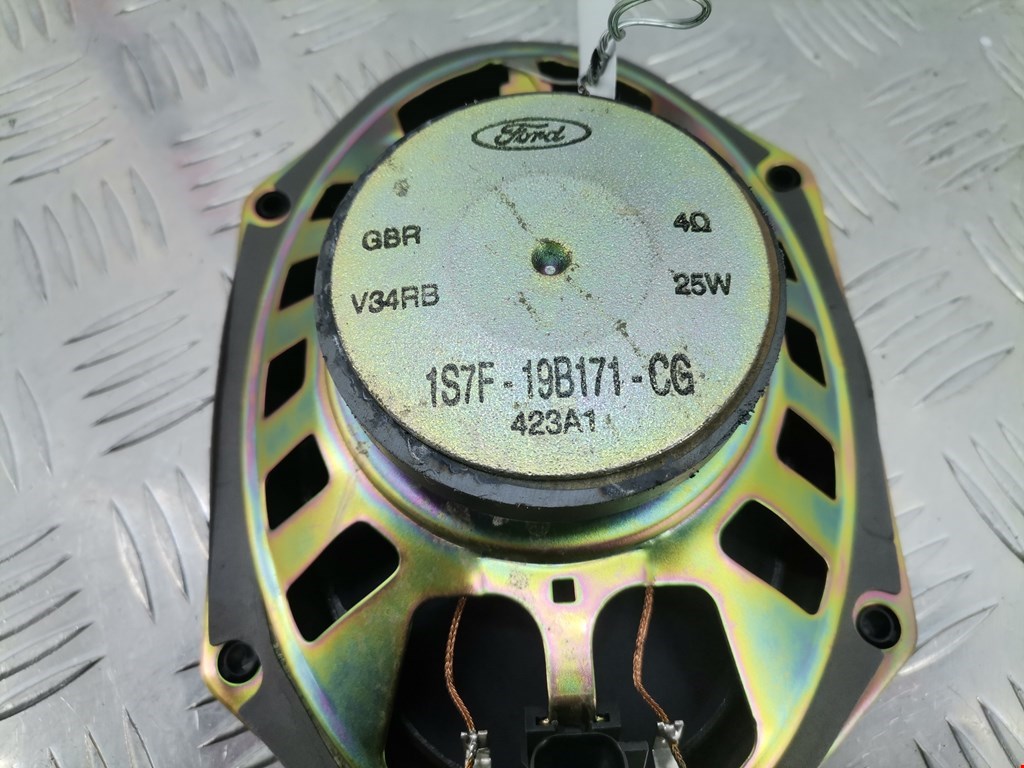 Ford
GBR 4Ω
V34RB 25W
1S7F-19B171-CG
423A1